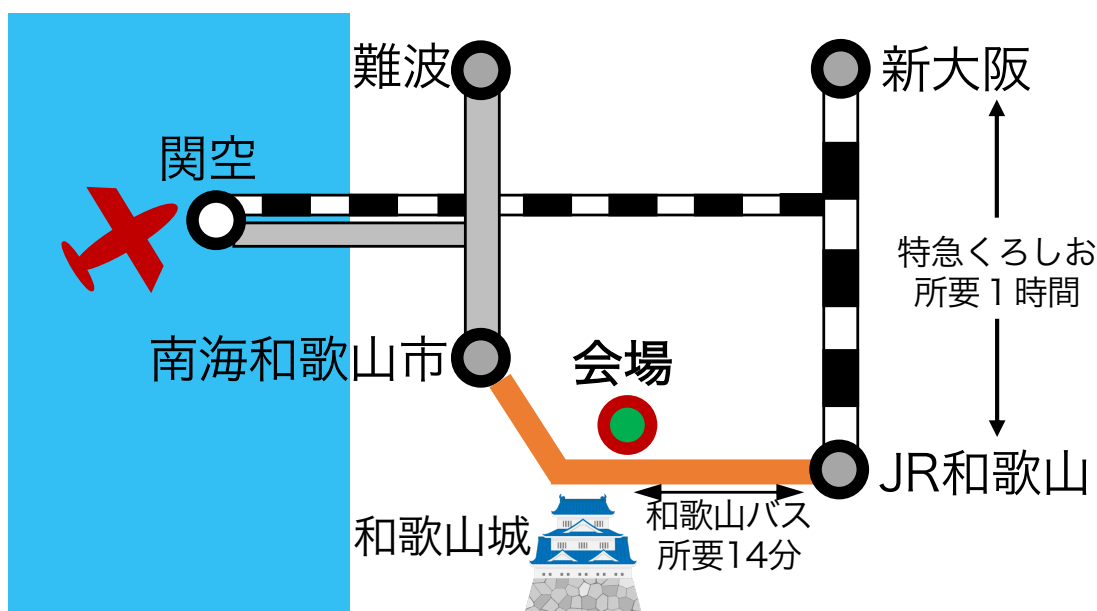 難波
新大阪
関空
特急くろしお
所要１時間
南海和歌山市
会場
JR和歌山
和歌山バス
所要14分
和歌山城